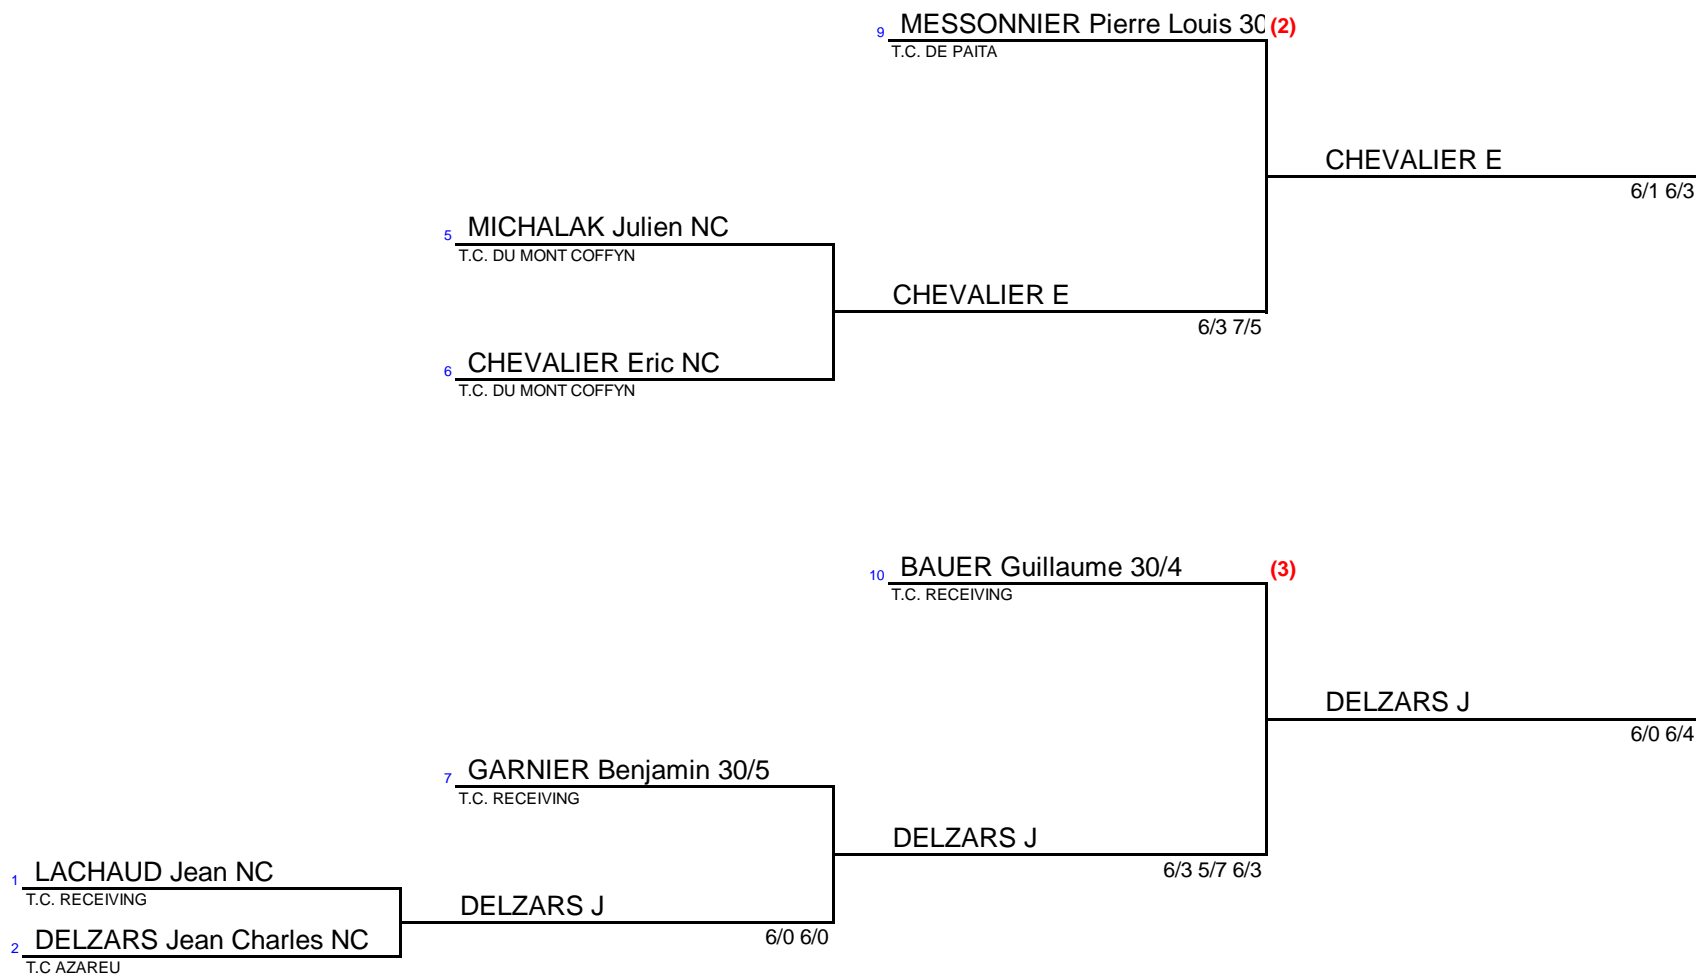 9 MESSONNIER Pierre Louis 30 (2)
T.C. DE PAITA
CHEVALIER E
6/1 6/3
5 MICHALAK Julien NC
T.C. DU MONT COFFYN
CHEVALIER E
6/3 7/5
6 CHEVALIER Eric NC
T.C. DU MONT COFFYN
10 BAUER Guillaume 30/4 (3)
T.C. RECEIVING
DELZARS J
6/0 6/4
7 GARNIER Benjamin 30/5
T.C. RECEIVING
DELZARS J
6/3 5/7 6/3
1 LACHAUD Jean NC
T.C. RECEIVING
DELZARS J
6/0 6/0
2 DELZARS Jean Charles NC
T.C AZAREU